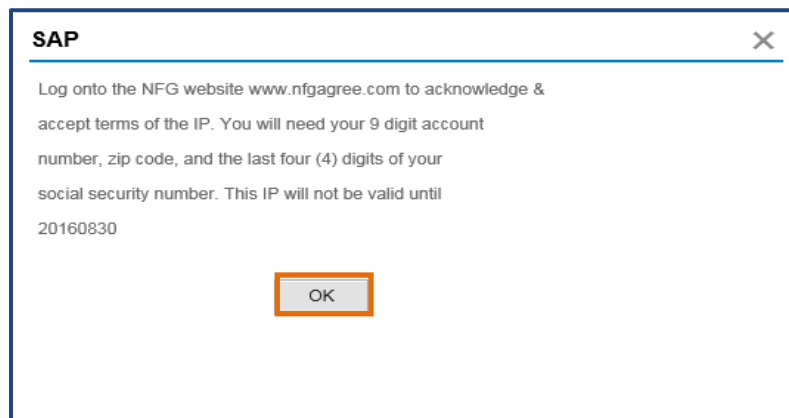 SAP
Log onto the NFG website www.nfgagree.com to acknowledge &
accept terms of the IP. You will need your 9 digit account
number, zip code, and the last four (4) digits of your
social security number. This IP will not be valid until
20160830
OK